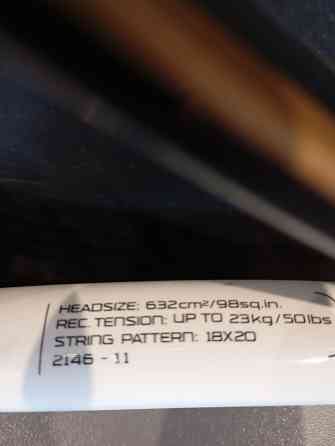 HEADSIZE: 632cm²/98sq.in.
REC. TENSION: UP TO 23kg/50lbs
STRING PATTERN: 18X20
2146 - 11